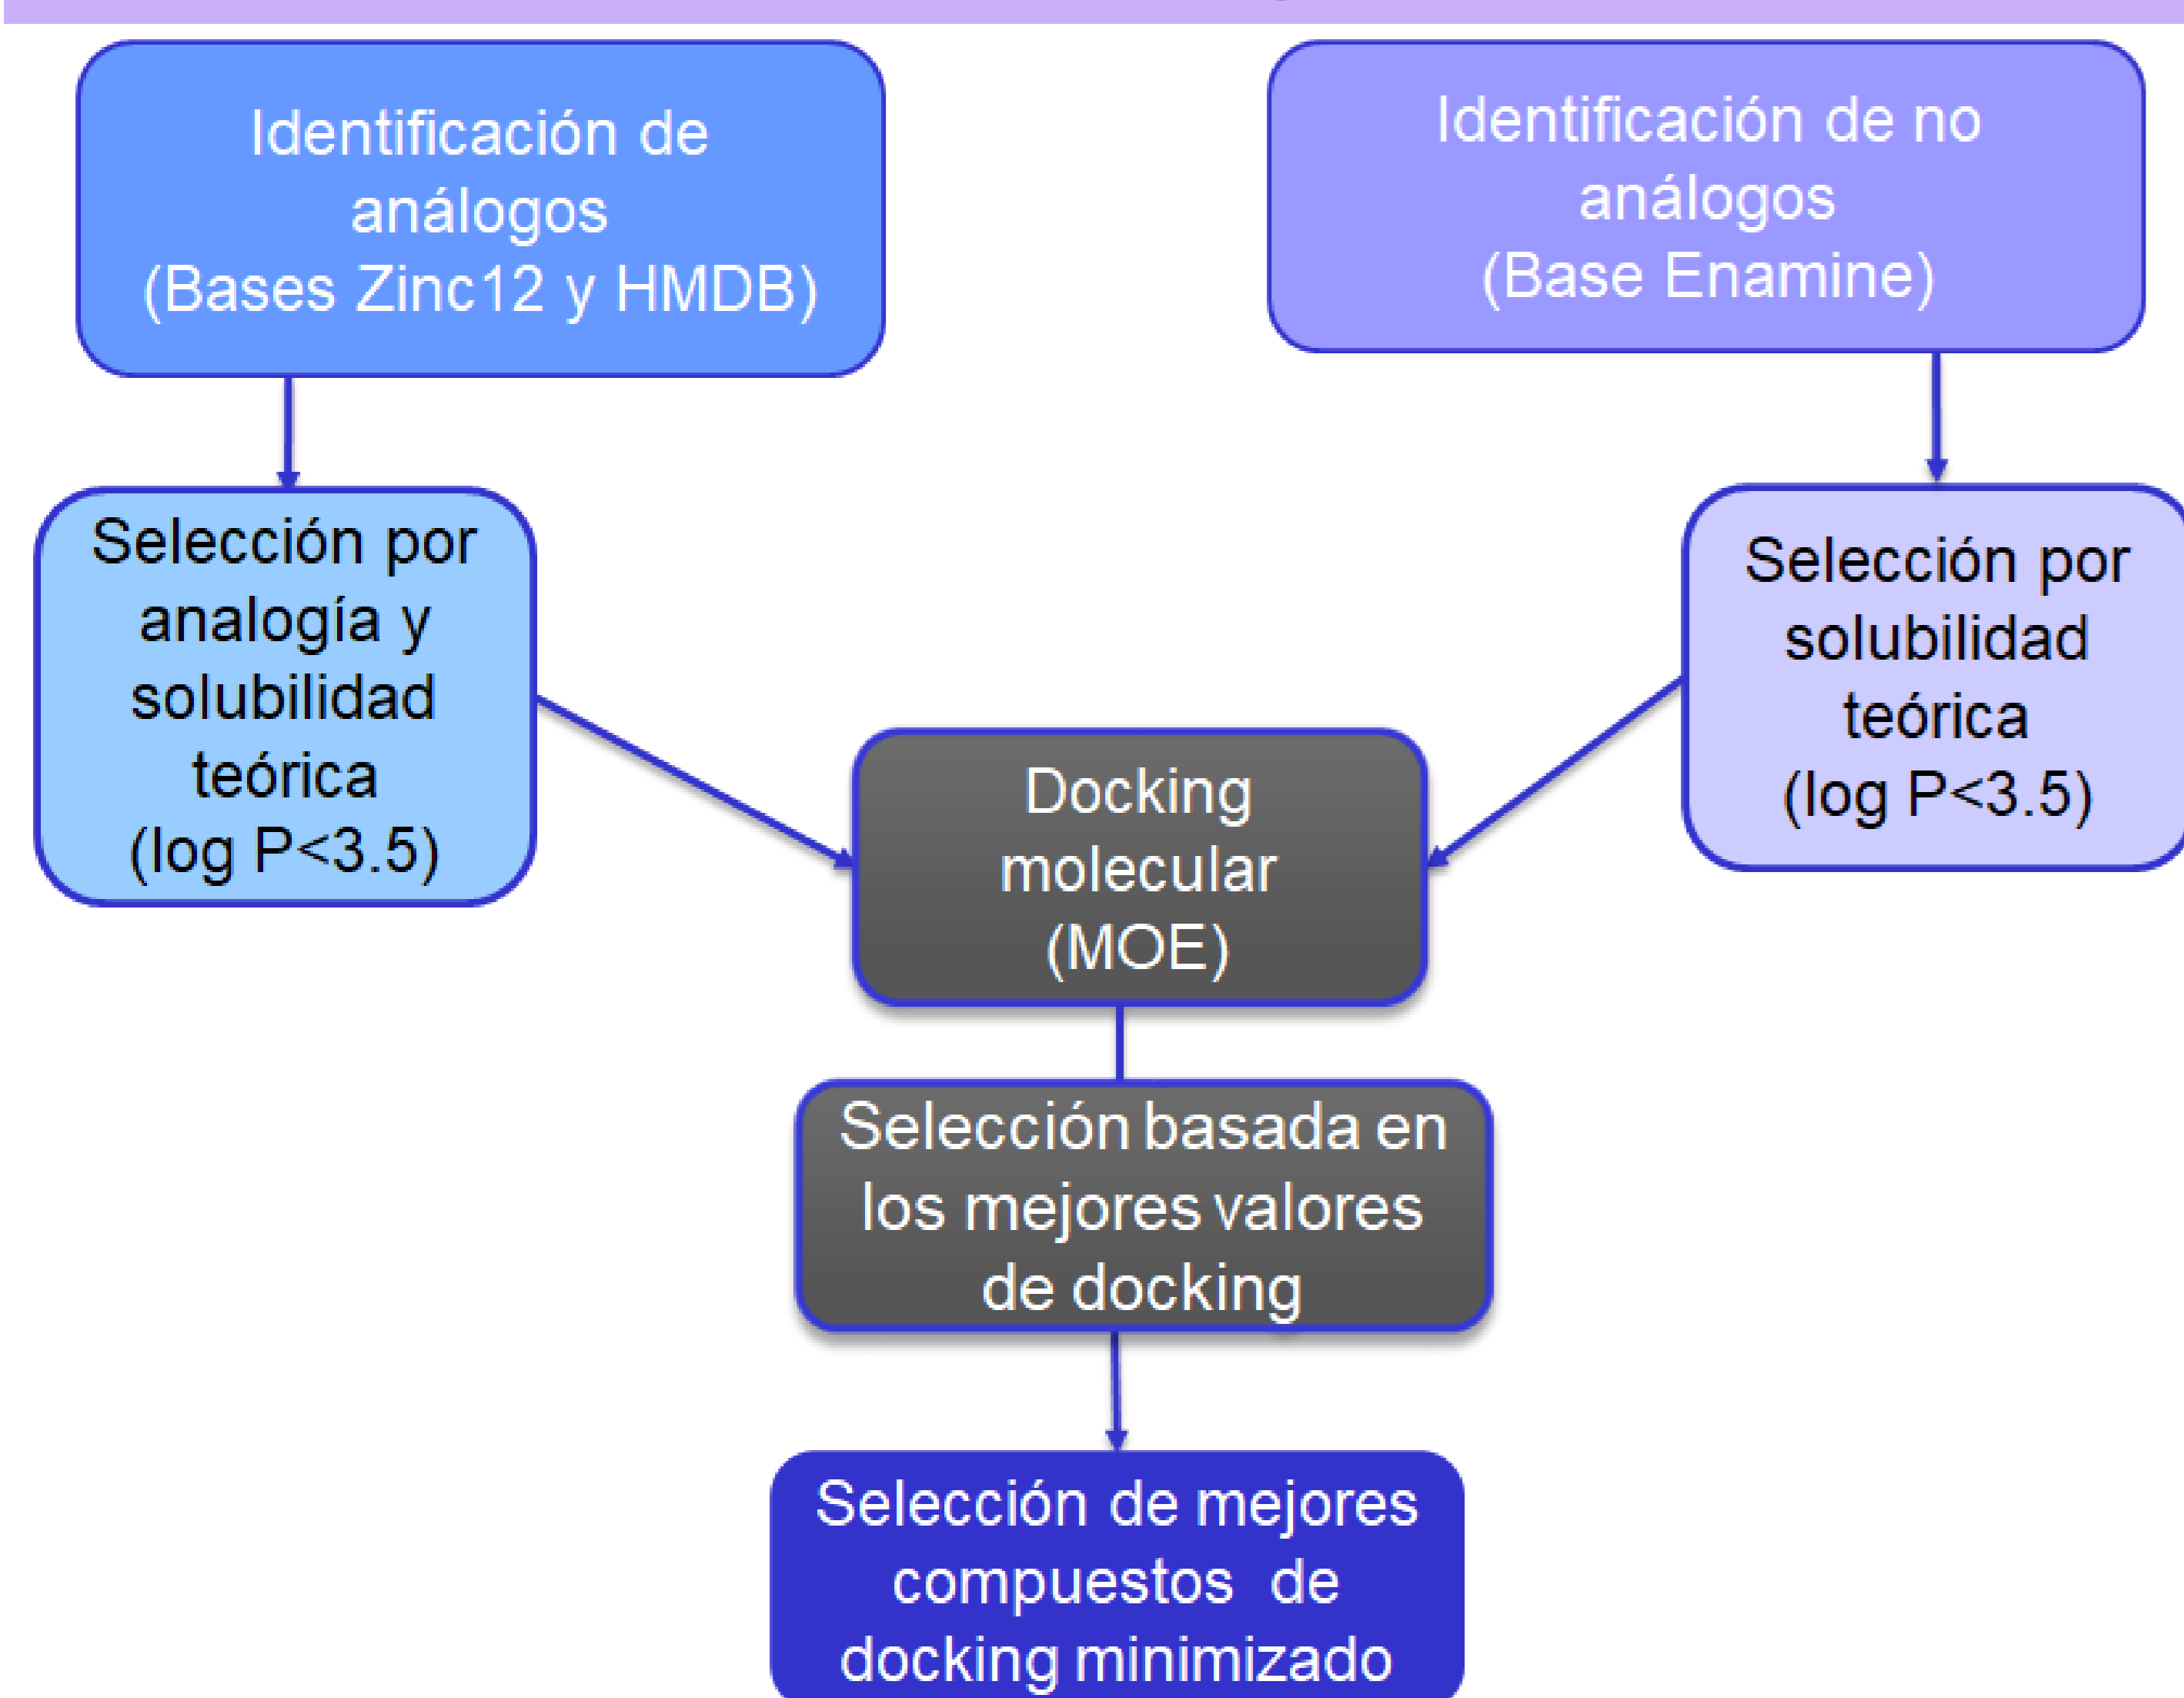 Identificación de
análogos
(Bases Zinc12 y HMDB)
Identificación de no
análogos
(Base Enamine)
Selección por
analogía y
solubilidad
teórica
(log P<3.5)
Selección por
solubilidad
teórica
(log P<3.5)
Docking
molecular
(MOE)
Selección basada en
los mejores valores
de docking
Selección de mejores
compuestos de
docking minimizado